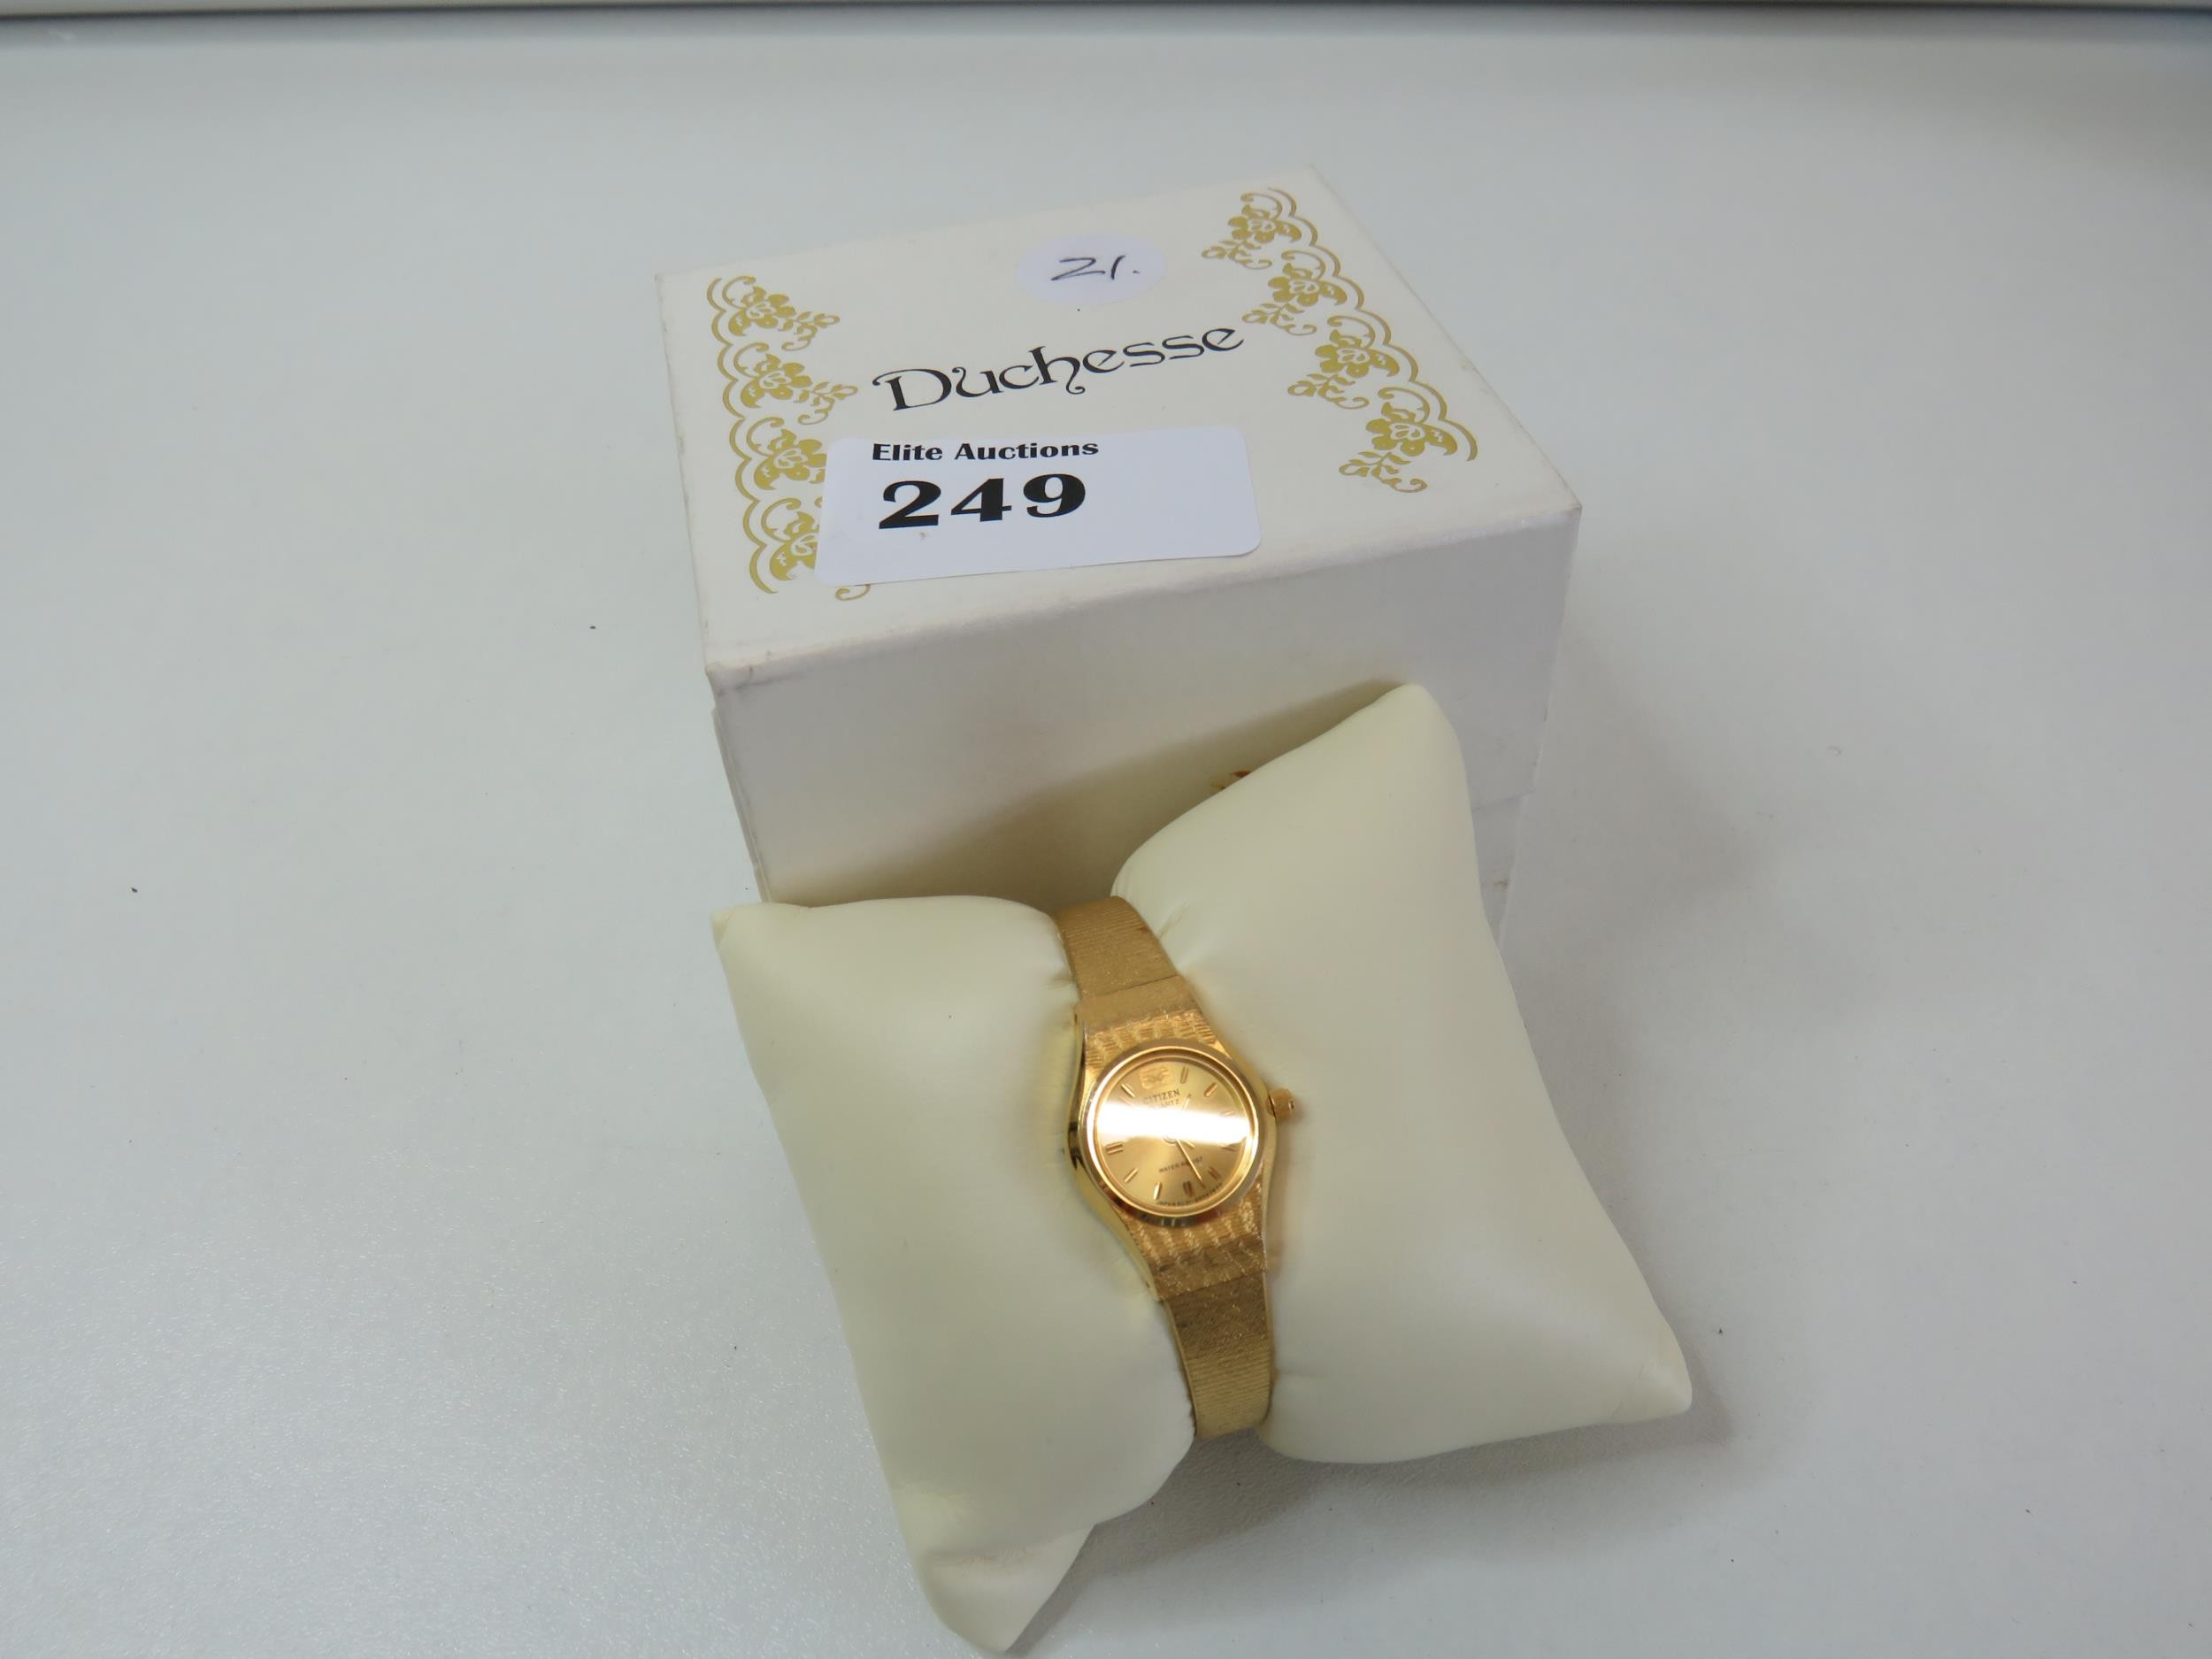 21.
Duchesse
Elite Auctions
249
CITIZEN
WATER RESIST